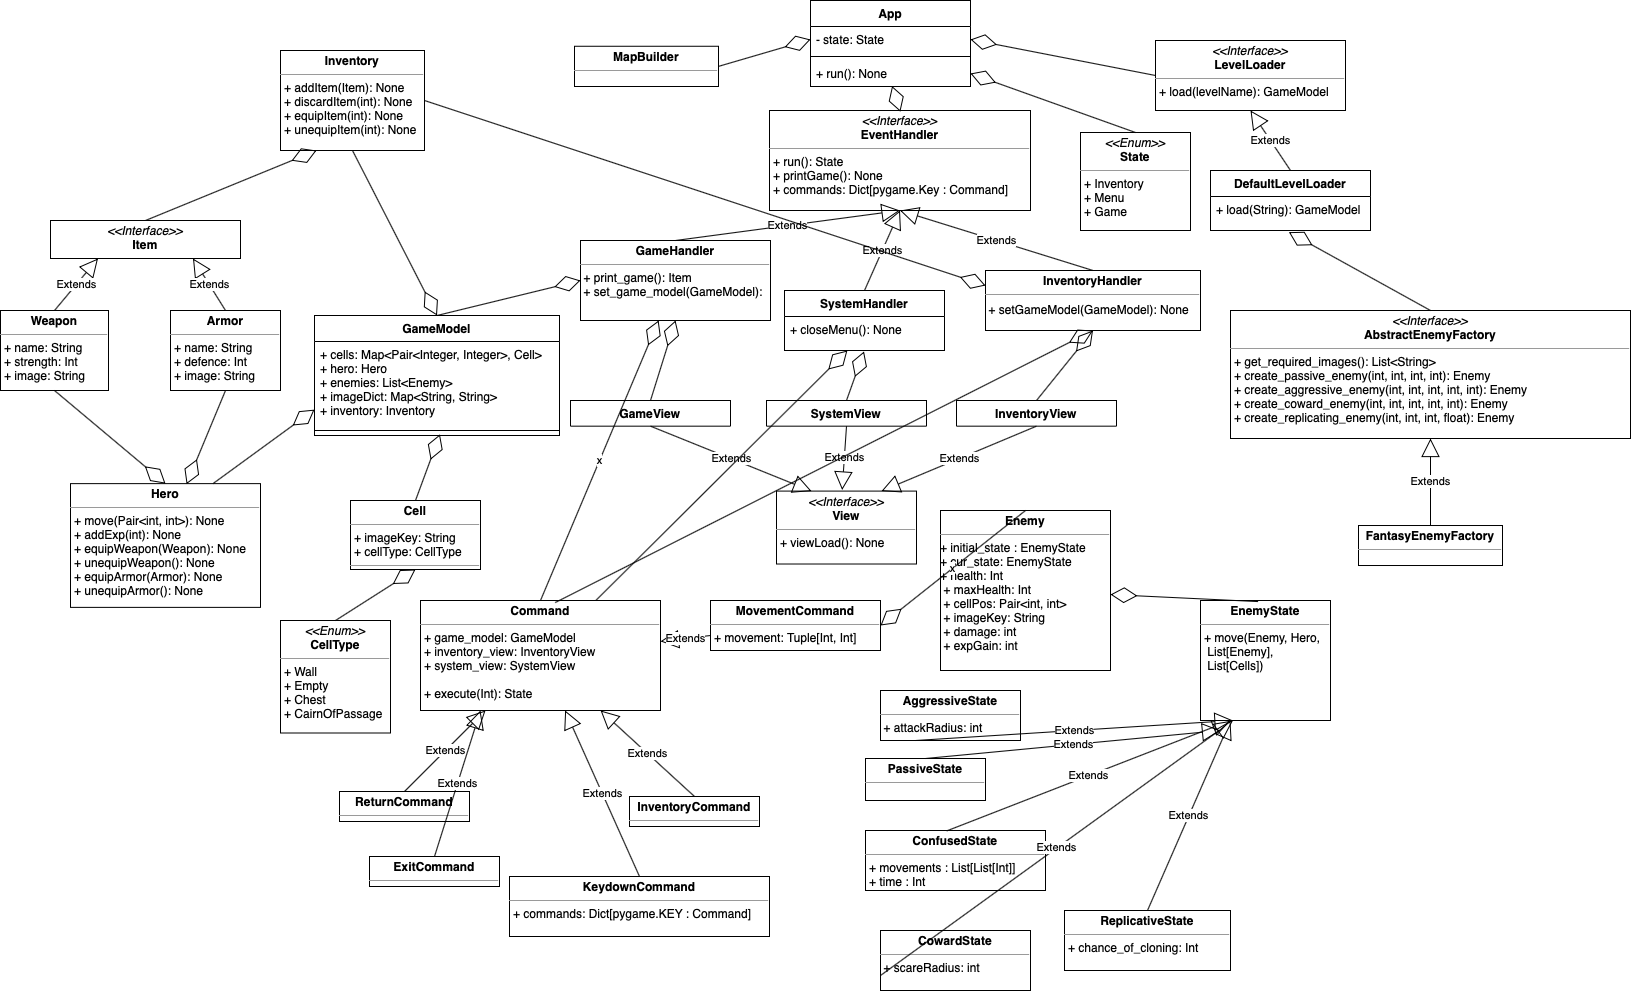 App
- state: State
+ run(): None
MapBuilder
<<Interface>>
LevelLoader
+ load(levelName): GameModel
Inventory
+ addItem(Item): None
+ discardItem(int): None
+ equipItem(int): None
+ unequipItem(int): None
<<Interface>>
EventHandler
+ run(): State
+ printGame(): None
+ commands: Dict[pygame.Key : Command]
<<Enum>>
State
+ Inventory
+ Menu
+ Game
Extends
DefaultLevelLoader
+ load(String): GameModel
<<Interface>>
Item
Extends
Extends
Extends
Extends
Extends
GameHandler
+ print_game(): Item
+ set_game_model(GameModel):
SystemHandler
+ closeMenu(): None
InventoryHandler
+ setGameModel(GameModel): None
Weapon
+ name: String
+ strength: Int
+ image: String
Armor
+ name: String
+ defence: Int
+ image: String
GameModel
+ cells: Map<Pair<Integer, Integer>, Cell>
+ hero: Hero
+ enemies: List<Enemy>
+ imageDict: Map<String, String>
+ inventory: Inventory
<<Interface>>
AbstractEnemyFactory
+ get_required_images(): List<String>
+ create_passive_enemy(int, int, int, int): Enemy
+ create_aggressive_enemy(int, int, int, int, int): Enemy
+ create_coward_enemy(int, int, int, int, int): Enemy
+ create_replicating_enemy(int, int, int, float): Enemy
GameView
SystemView
InventoryView
x
Extends
Extends
Extends
Extends
<<Interface>>
View
+ viewLoad(): None
FantasyEnemyFactory
Hero
+ move(Pair<int, int>): None
+ addExp(int): None
+ equipWeapon(Weapon): None
+ unequipWeapon(): None
+ equipArmor(Armor): None
+ unequipArmor(): None
Cell
+ imageKey: String
+ cellType: CellType
Enemy
+ initial_state : EnemyState
+ cur_state: EnemyState
x
+ health: Int
+ maxHealth: Int
+ cellPos: Pair<int, int>
+ imageKey: String
+ damage: int
+ expGain: int
<<Enum>>
CellType
+ Wall
+ Empty
+ Chest
+ CairnOfPassage
Command
+ game_model: GameModel
+ inventory_view: InventoryView
+ system_view: SystemView
+ execute(Int): State
Extends
MovementCommand
+ movement: Tuple[Int, Int]
EnemyState
+ move(Enemy, Hero,
List[Enemy],
List[Cells])
AggressiveState
+ attackRadius: int
Extends
Extends
PassiveState
Extends
Extends
Extends
Extends
Extends
ReturnCommand
InventoryCommand
Extends
ConfusedState
+ movements : List[List[Int]]
+ time : Int
Extends
ExitCommand
KeydownCommand
+ commands: Dict[pygame.KEY : Command]
CowardState
+ scareRadius: int
ReplicativeState
+ chance_of_cloning: Int